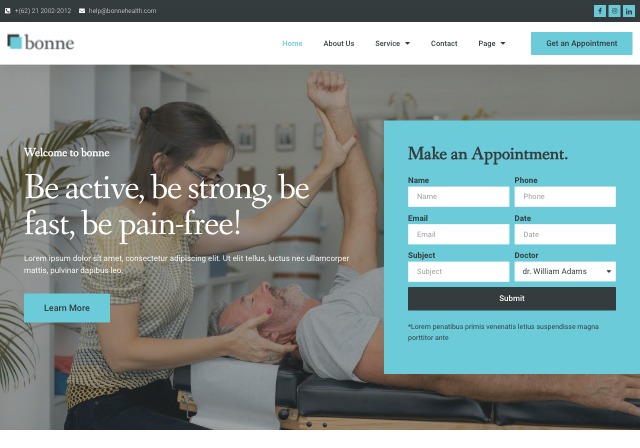 +(62) 21 2002-2012 help@bonnehealth.com
bonne
Home About Us Service Contact Page Get an Appointment
Welcome to bonne
Be active, be strong, be
fast, be pain-free!
Lorem ipsum dolor sit amet, consectetur adipiscing elit. Ut elit tellus, luctus nec ullamcorper
mattis, pulvinar dapibus leo.
Learn More
Make an Appointment.
Name Phone
Name Phone
Email Date
Email Date
Subject Doctor
Subject dr. William Adams
Submit
*Lorem penatibus primis venenatis letius suspendisse magna
porttitor ante